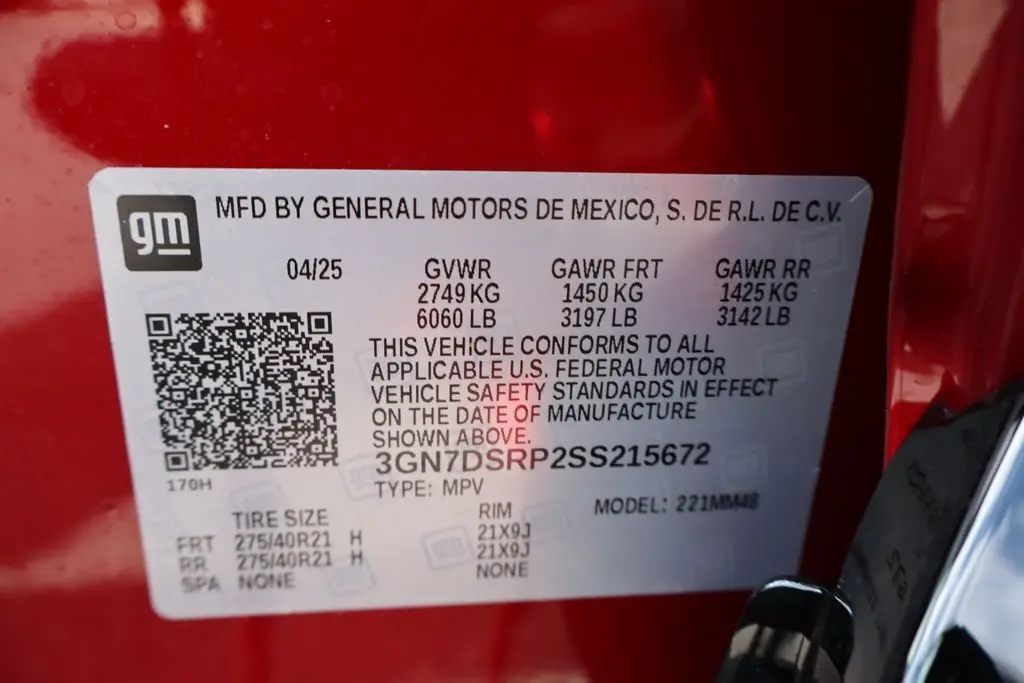 gm
MFD BY GENERAL MOTORS DE MEXICO, S. DE R.L. DE C.V.
04/25 GVWR GAWR FRT GAWR RR
2749 KG 1450 KG 1425 KG
6060 LB 3197 LB 3142 LB
THIS VEHICLE CONFORMS TO ALL
APPLICABLE U.S. FEDERAL MOTOR
VEHICLE SAFETY STANDARDS IN EFFECT
ON THE DATE OF MANUFACTURE
SHOWN ABOVE.
3GN7DSRP2SS215672
170H
TYPE: MPV
MODEL: 221MM48
TIRE SIZE RIM
FRT 275/40R21 H 21X9J
RR 275/40R21 H 21X9J
SPA NONE NONE